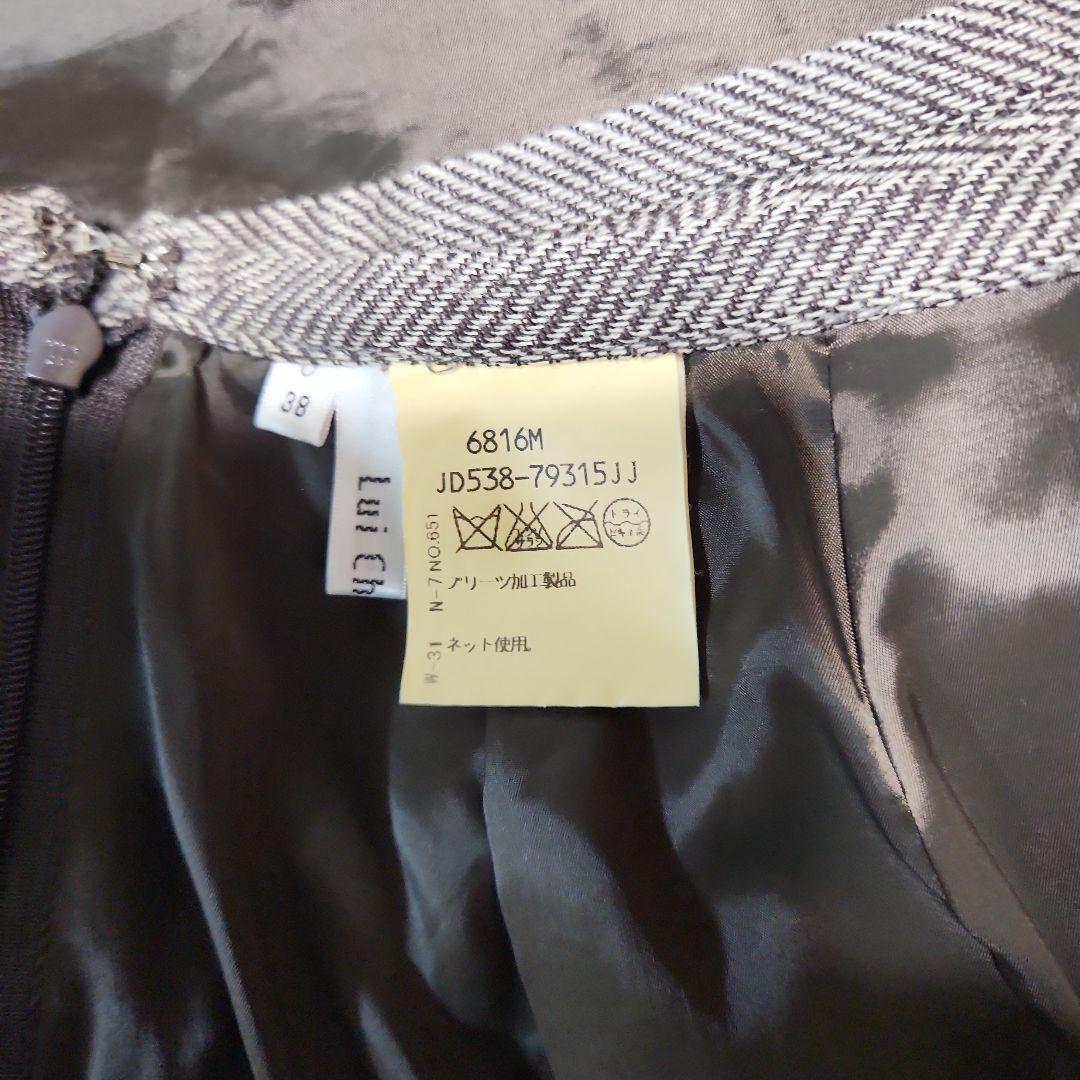 38
Lui Ch
6816M
JD538-79315JJ
ドライ
プリーツ加工製品
ネット使用。
W-31 N-7 NO.651